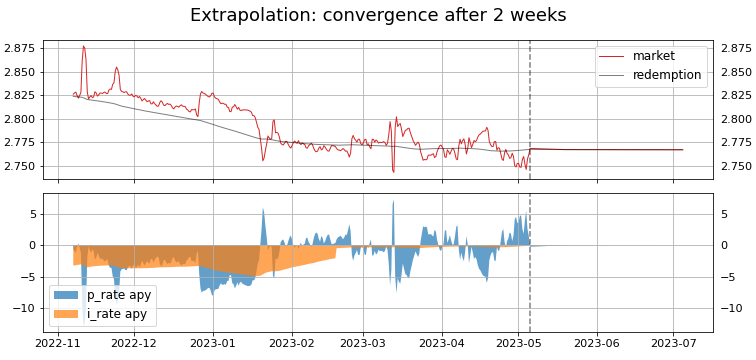 Extrapolation: convergence after 2 weeks
2.875 2.875
2.850 2.850
2.825 2.825
2.800 2.800
2.775 2.775
2.750 2.750
market
redemption
5 5
0 0
−5 −5
−10 −10
p_rate apy
i_rate apy
2022-11 2022-12 2023-01 2023-02 2023-03 2023-04 2023-05 2023-06 2023-07